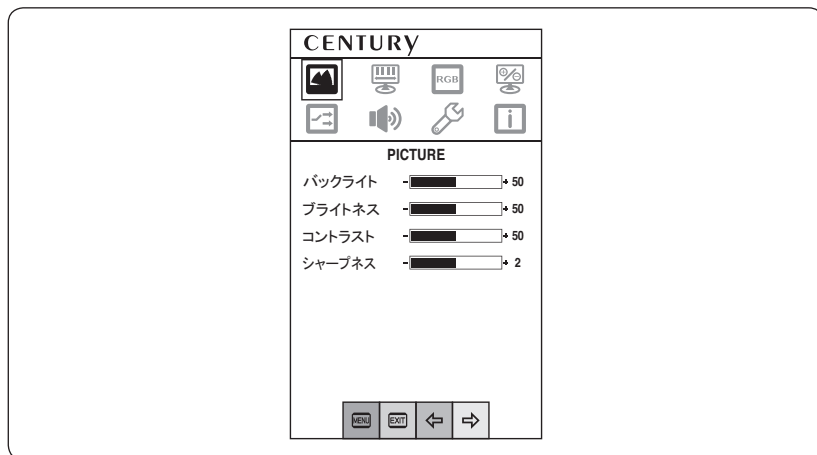 CENTURY
RGB
i
PICTURE
バックライト - + 50
ブライトネス - + 50
コントラスト - + 50
シャープネス - + 2
MENU EXIT